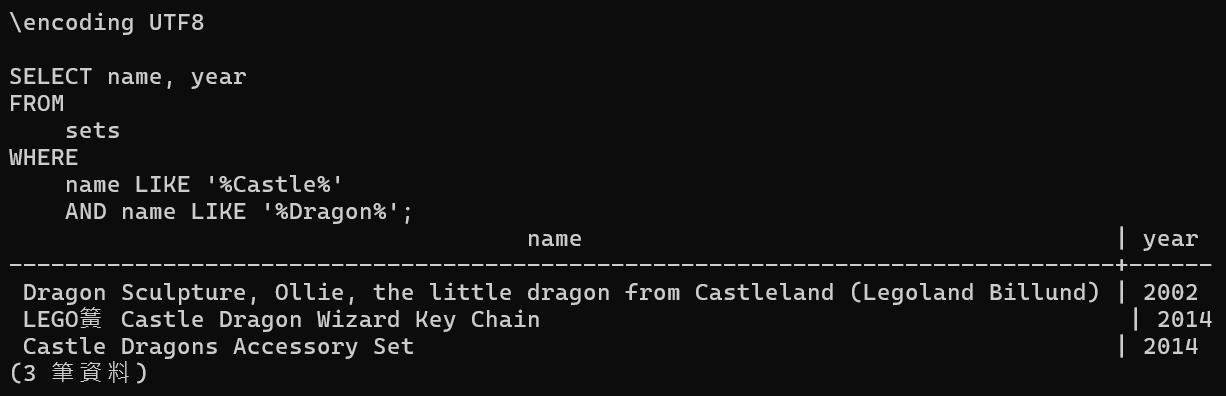 \encoding UTF8
SELECT name, year
FROM
    sets
WHERE
    name LIKE '%Castle%'
    AND name LIKE '%Dragon%';
name | year
-------------------------------------------------------------------------------+------
Dragon Sculpture, Ollie, the little dragon from Castleland (Legoland Billund) | 2002
LEGO簧 Castle Dragon Wizard Key Chain | 2014
Castle Dragons Accessory Set | 2014
(3 筆資料)